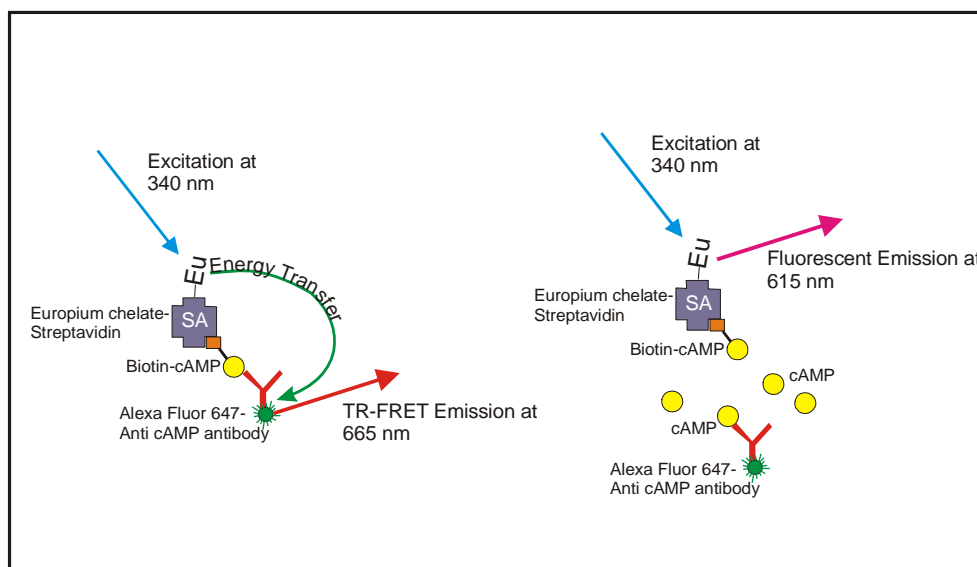 Excitation at
340 nm
Eu
Energy Transfer
Europium chelate-
Streptavidin
SA
Biotin-cAMP
Alexa Fluor 647-
Anti cAMP antibody
TR-FRET Emission at
665 nm
Excitation at
340 nm
Eu
Fluorescent Emission at
615 nm
Europium chelate-
Streptavidin
SA
Biotin-cAMP
cAMP
cAMP
Alexa Fluor 647-
Anti cAMP antibody